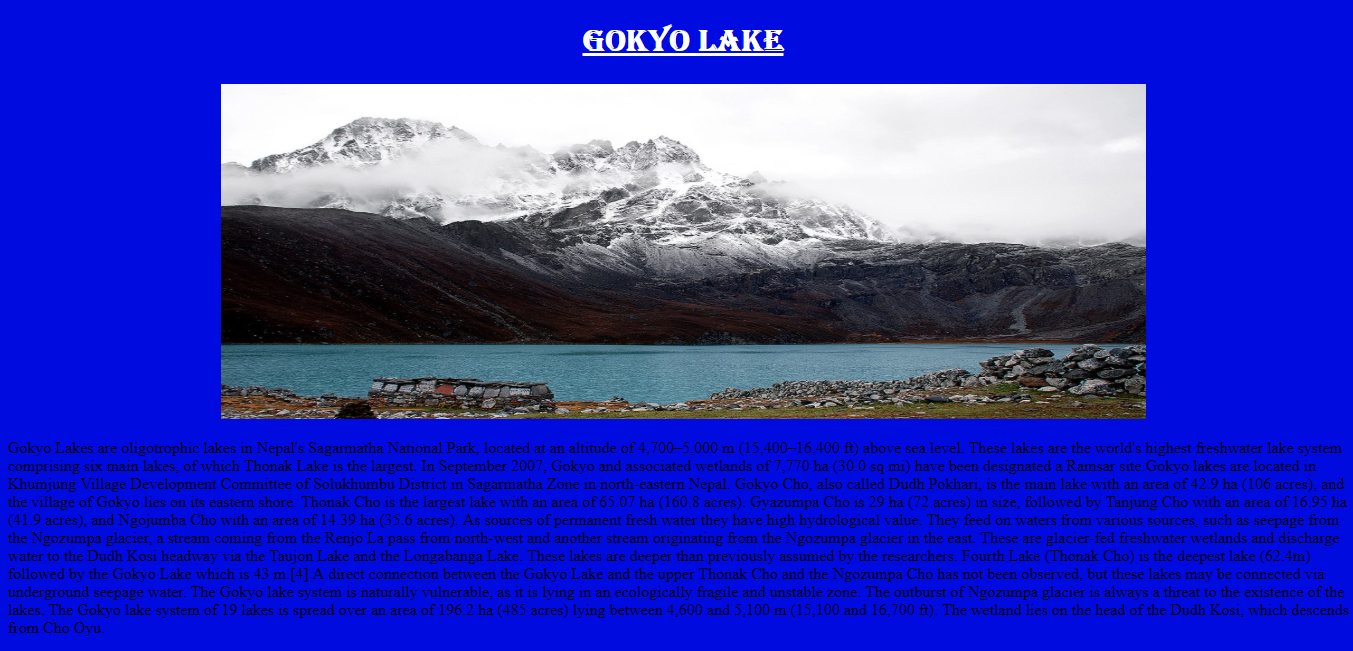 GOKYO LAKE
Gokyo Lakes are oligotrophic lakes in Nepal's Sagarmatha National Park, located at an altitude of 4,700–5,000 m (15,400–16,400 ft) above sea level. These lakes are the world's highest freshwater lake system
comprising six main lakes, of which Thonak Lake is the largest. In September 2007, Gokyo and associated wetlands of 7,770 ha (30.0 sq mi) have been designated a Ramsar site.Gokyo lakes are located in
Khumjung Village Development Committee of Solukhumbu District in Sagarmatha Zone in north-eastern Nepal. Gokyo Cho, also called Dudh Pokhari, is the main lake with an area of 42.9 ha (106 acres), and
the village of Gokyo lies on its eastern shore. Thonak Cho is the largest lake with an area of 65.07 ha (160.8 acres). Gyazumpa Cho is 29 ha (72 acres) in size, followed by Tanjung Cho with an area of 16.95 ha
(41.9 acres), and Ngojumba Cho with an area of 14.39 ha (35.6 acres). As sources of permanent fresh water they have high hydrological value. They feed on waters from various sources, such as seepage from
the Ngozumpa glacier, a stream coming from the Renjo La pass from north-west and another stream originating from the Ngozumpa glacier in the east. These are glacier-fed freshwater wetlands and discharge
water to the Dudh Kosi headway via the Taujon Lake and the Longabanga Lake. These lakes are deeper than previously assumed by the researchers. Fourth Lake (Thonak Cho) is the deepest lake (62.4m)
followed by the Gokyo Lake which is 43 m.[4] A direct connection between the Gokyo Lake and the upper Thonak Cho and the Ngozumpa Cho has not been observed, but these lakes may be connected via
underground seepage water. The Gokyo lake system is naturally vulnerable, as it is lying in an ecologically fragile and unstable zone. The outburst of Ngozumpa glacier is always a threat to the existence of the
lakes. The Gokyo lake system of 19 lakes is spread over an area of 196.2 ha (485 acres) lying between 4,600 and 5,100 m (15,100 and 16,700 ft). The wetland lies on the head of the Dudh Kosi, which descends
from Cho Oyu.